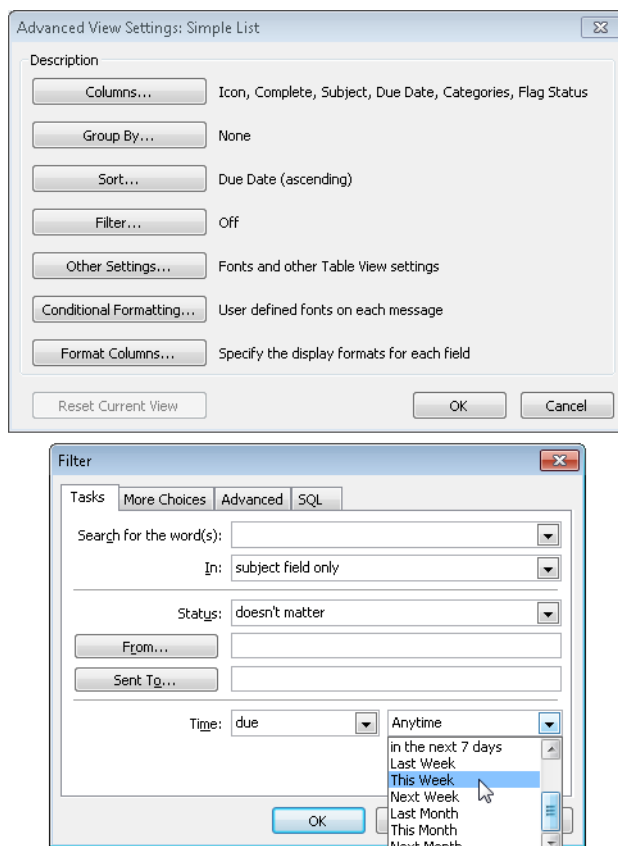 Advanced View Settings: Simple List
Description
Columns... Icon, Complete, Subject, Due Date, Categories, Flag Status
Group By... None
Sort... Due Date (ascending)
Filter... Off
Other Settings... Fonts and other Table View settings
Conditional Formatting... User defined fonts on each message
Format Columns... Specify the display formats for each field
Reset Current View OK Cancel
Filter
Tasks More Choices Advanced SQL
Search for the word(s):
In: subject field only
Status: doesn't matter
From...
Sent To...
Time: due Anytime
in the next 7 days
Last Week
This Week
Next Week
Last Month
OK
This Month
Next Month